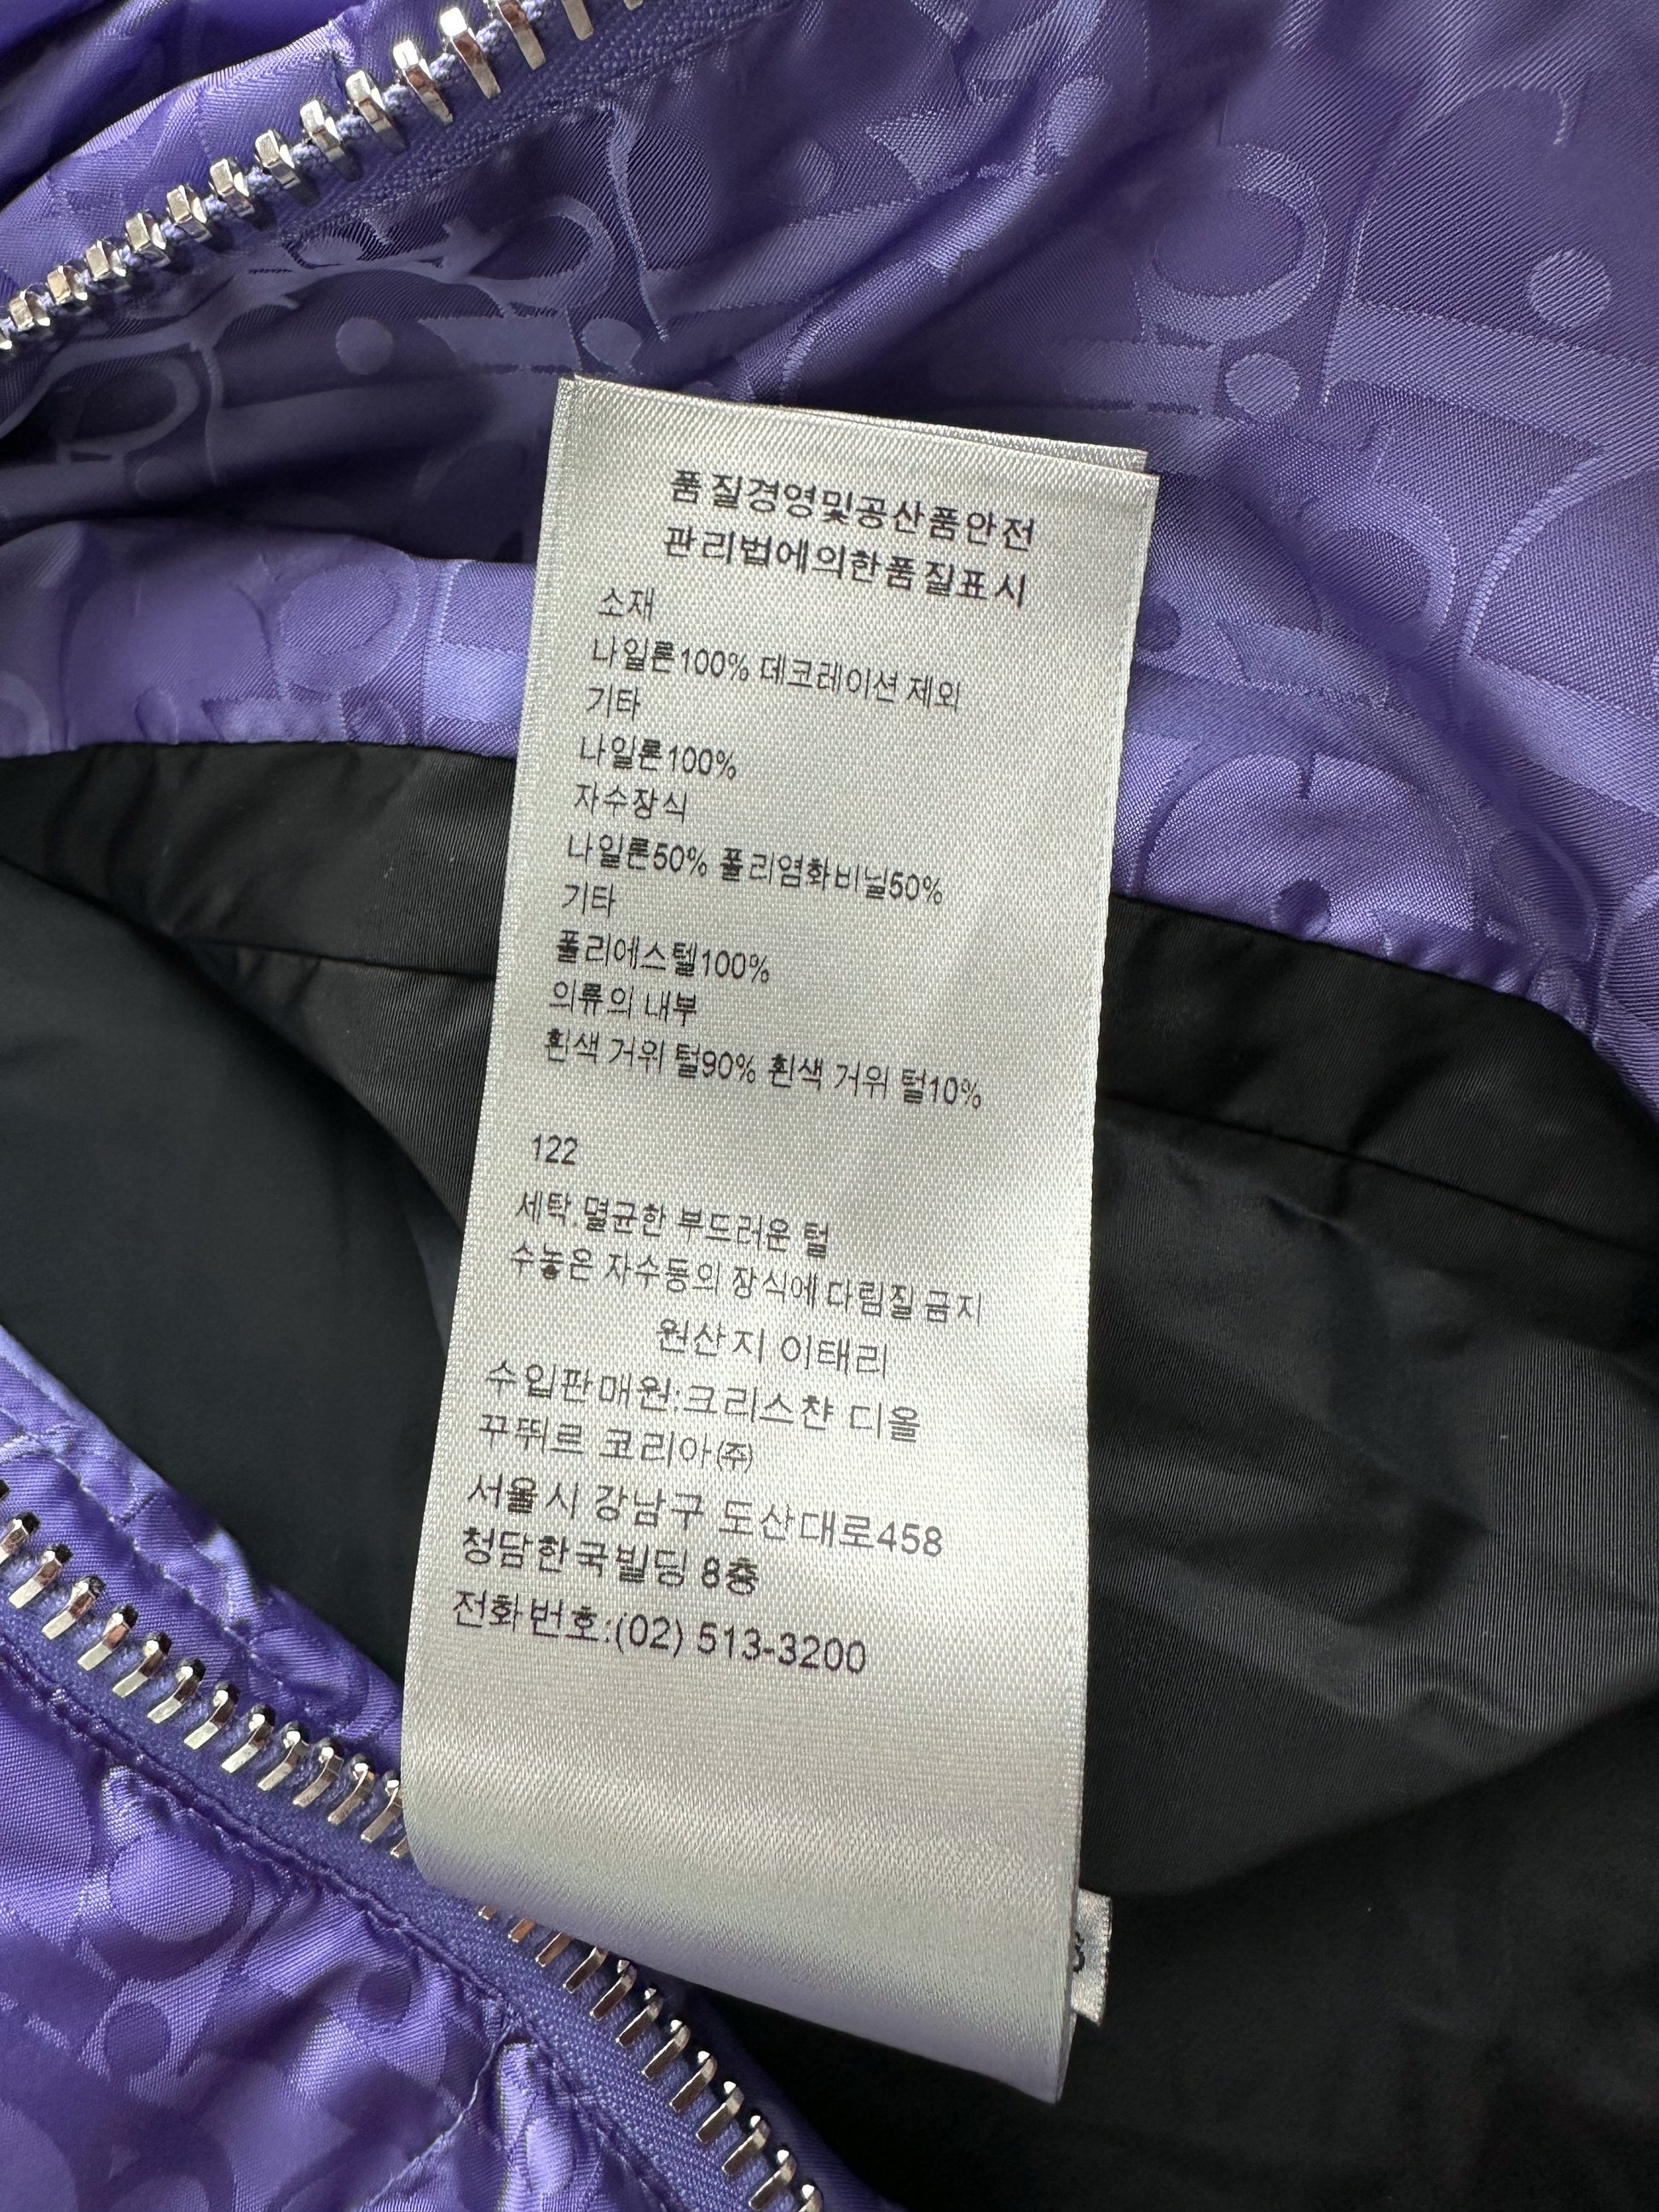 품질경영및공산품안전
관리법에의한품질표시
소재
나일론100% 데코레이션 제외
기타
나일론100%
자수장식
나일론50% 폴리염화비닐50%
기타
폴리에스텔100%
의류의 내부
흰색 거위 털90% 흰색 거위 털10%
122
세탁.멸균한 부드러운 털
수놓은 자수등의 장식에 다림질 금지
원산지 이태리
수입판매원:크리스챤 디올
꾸뛰르 코리아㈜
서울시 강남구 도산대로458
청담한국빌딩 8층
전화번호:(02) 513-3200